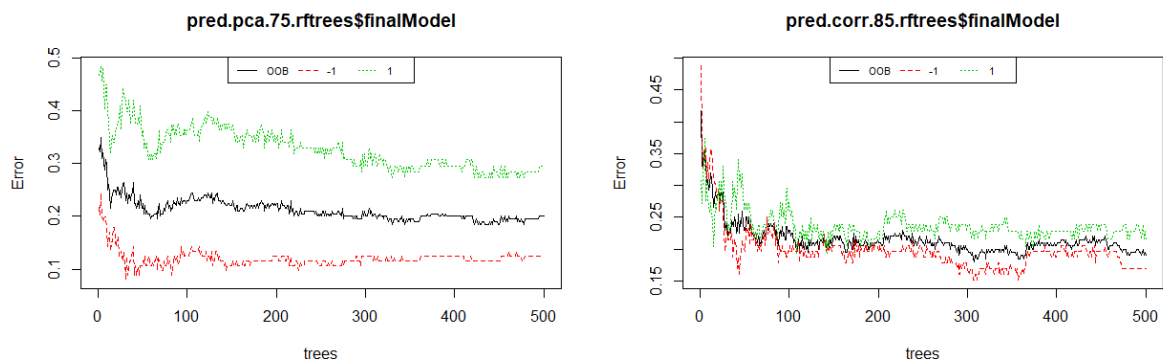 pred.pca.75.rftrees$finalModel
OOB -1 1
0.5
0.4
0.3
0.2
0.1
Error
0 100 200 300 400 500
trees
pred.corr.85.rftrees$finalModel
OOB -1 1
0.45
0.35
0.25
0.15
Error
0 100 200 300 400 500
trees